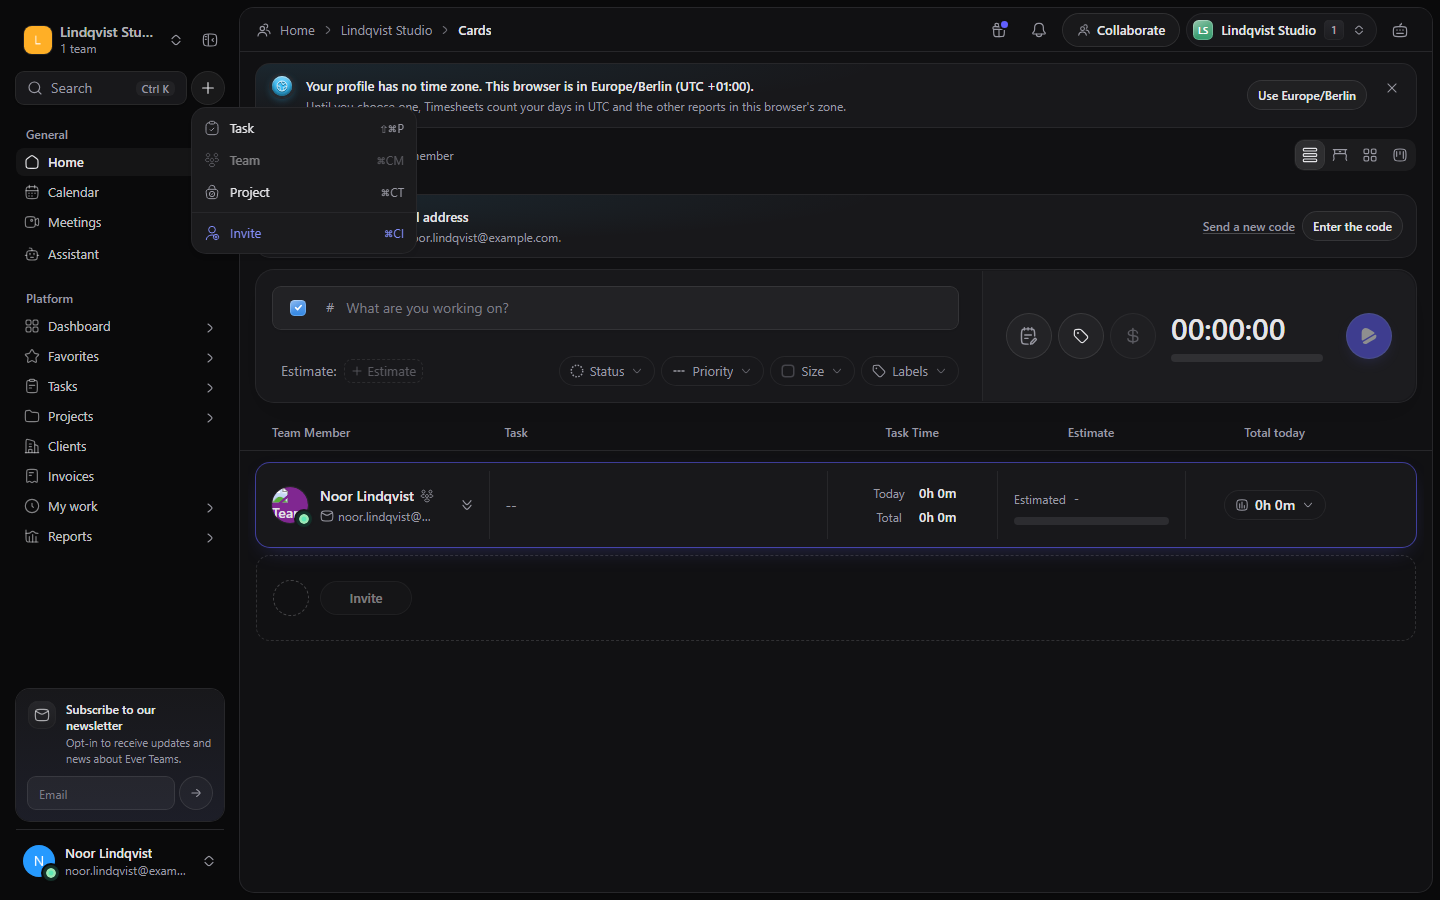 L
Lindqvist Stu...
1 team
Search
Ctrl K
General
Home
Calendar
Meetings
Assistant
Platform
Dashboard
Favorites
Tasks
Projects
Clients
Invoices
My work
Reports
Subscribe to our
newsletter
Opt-in to receive updates and
news about Ever Teams.
Email
N
Noor Lindqvist
noor.lindqvist@exam...
Task ⇧⌘P
Team ⌘CM
Project ⌘CT
Invite ⌘CI
Home > Lindqvist Studio > Cards
Collaborate
LS
Lindqvist Studio
1
Your profile has no time zone. This browser is in Europe/Berlin (UTC +01:00).
Until you choose one, Timesheets count your days in UTC and the other reports in this browser's zone.
Use Europe/Berlin
address
.lindqvist@example.com.
Send a new code
Enter the code
# What are you working on?
Estimate:
+ Estimate
Status
Priority
Size
Labels
$
00:00:00
Team Member
Task
Task Time
Estimate
Total today
Noor Lindqvist
noor.lindqvist@...
--
Today 0h 0m
Total 0h 0m
Estimated -
0h 0m
Invite